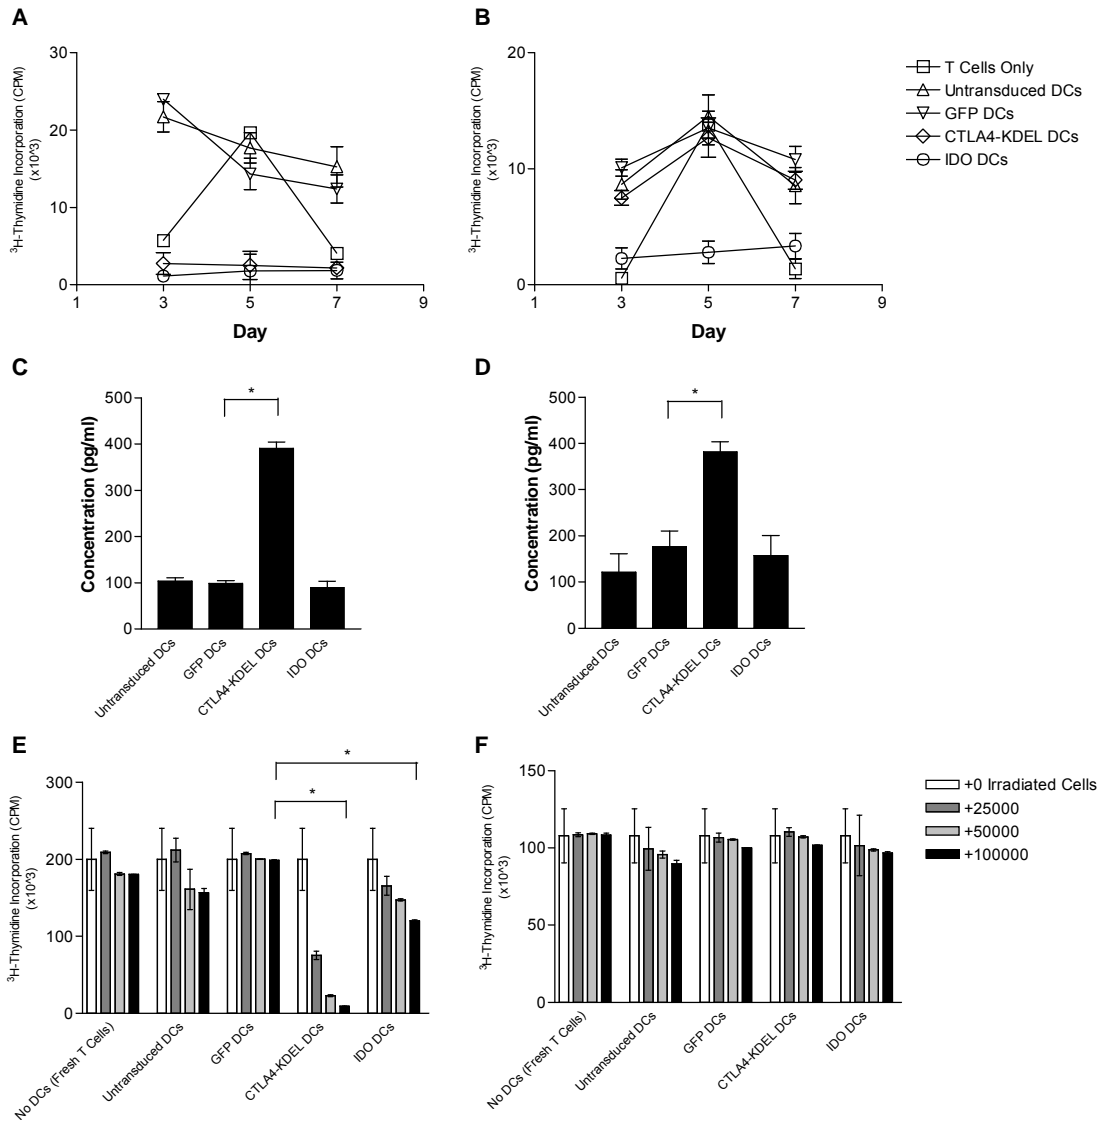 A
B
30
20
10
0
1
3
5
7
9
Day
³H-Thymidine Incorporation (CPM)
(x10^3)
20
10
0
1
3
5
7
9
Day
³H-Thymidine Incorporation (CPM)
(x10^3)
T Cells Only
Untransduced DCs
GFP DCs
CTLA4-KDEL DCs
IDO DCs
C
D
500
400
300
200
100
0
Concentration (pg/ml)
*
Untransduced DCs
GFP DCs
CTLA4-KDEL DCs
IDO DCs
500
400
300
200
100
0
Concentration (pg/ml)
*
Untransduced DCs
GFP DCs
CTLA4-KDEL DCs
IDO DCs
E
F
300
200
100
0
³H-Thymidine Incorporation (CPM)
(x10^3)
*
*
No DCs (Fresh T Cells)
Untransduced DCs
GFP DCs
CTLA4-KDEL DCs
IDO DCs
150
100
50
0
³H-Thymidine Incorporation (CPM)
(x10^3)
No DCs (Fresh T Cells)
Untransduced DCs
GFP DCs
CTLA4-KDEL DCs
IDO DCs
+0 Irradiated Cells
+25000
+50000
+100000